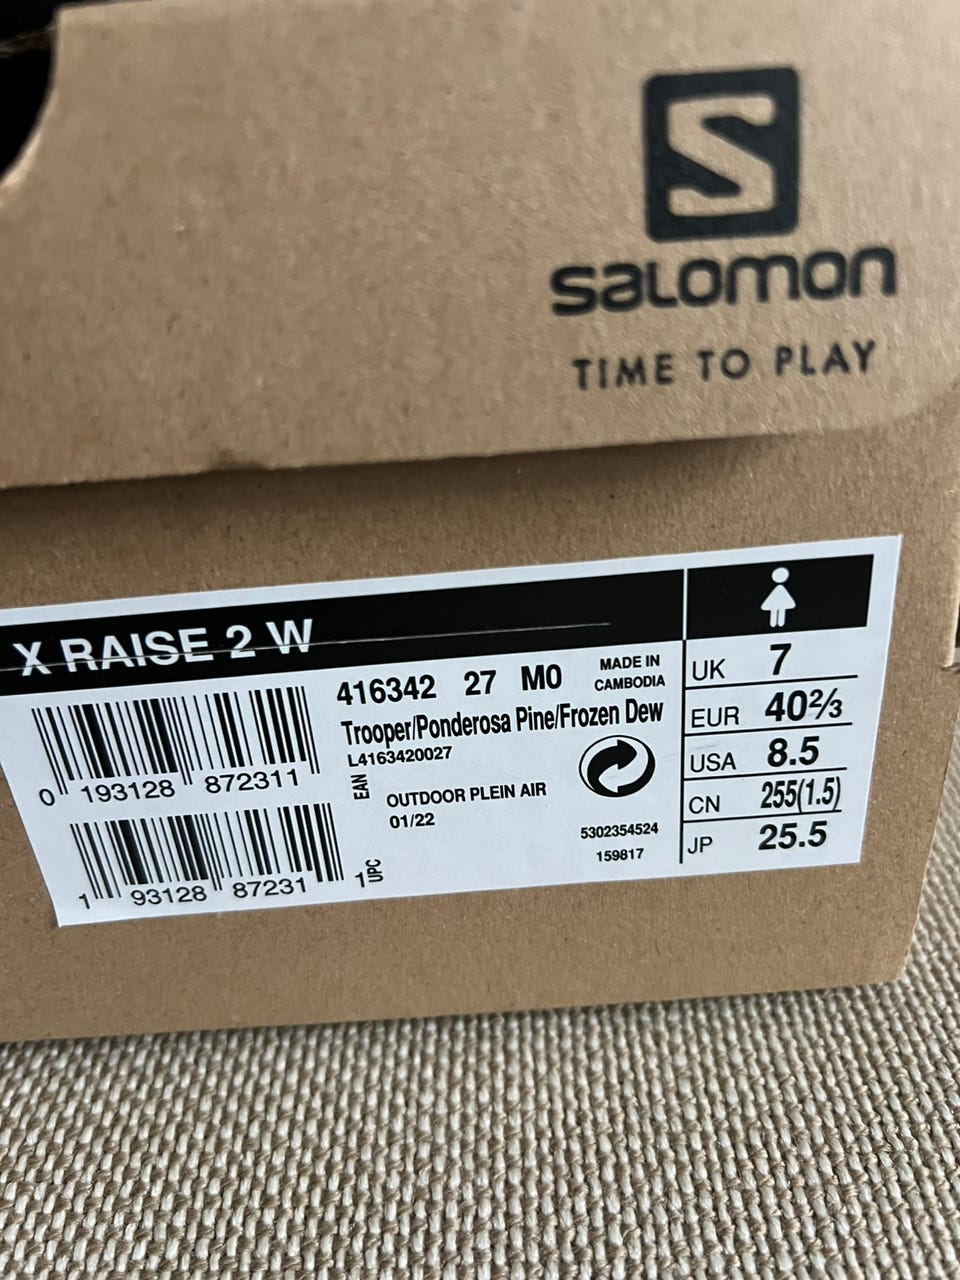 S
salomon
TIME TO PLAY
X RAISE 2 W
416342 27 M0
MADE IN
CAMBODIA
Trooper/Ponderosa Pine/Frozen Dew
L4163420027
EAN
0 193128 872311
OUTDOOR PLEIN AIR
01/22
5302354524
159817
1 93128 87231 1
UPC
UK 7
EUR 40⅔
USA 8.5
CN 255(1.5)
JP 25.5